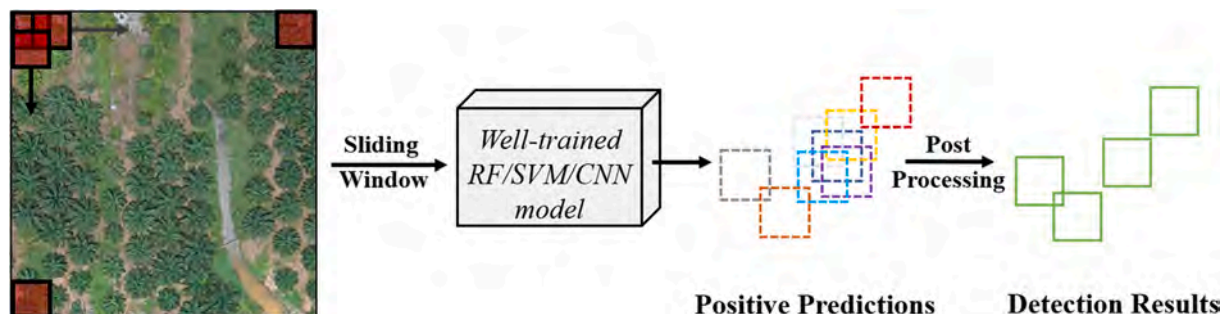 Sliding
Window
Well-trained
RF/SVM/CNN
model
Post
Processing
Positive Predictions
Detection Results